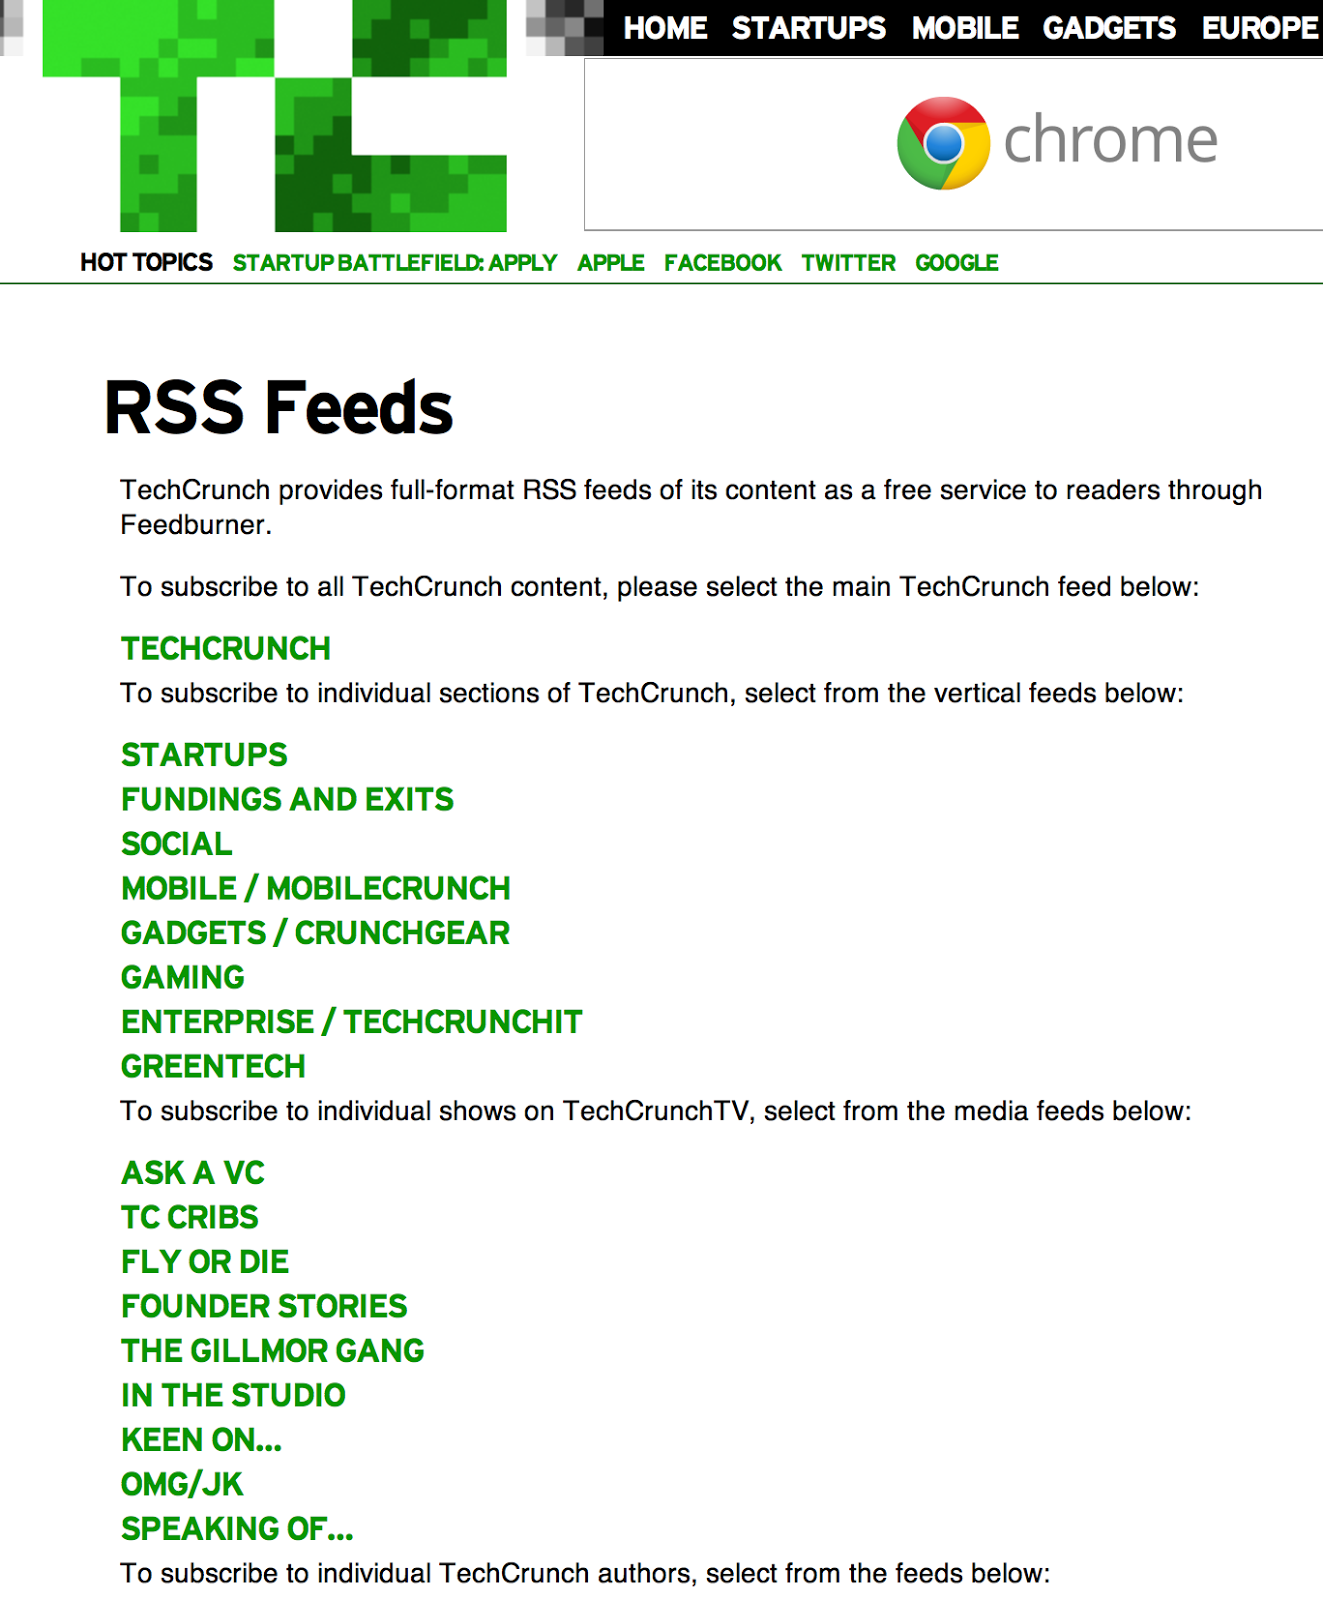 HOME STARTUPS MOBILE GADGETS EUROPE
chrome
HOT TOPICS STARTUP BATTLEFIELD: APPLY APPLE FACEBOOK TWITTER GOOGLE
RSS Feeds
TechCrunch provides full-format RSS feeds of its content as a free service to readers through
Feedburner.
To subscribe to all TechCrunch content, please select the main TechCrunch feed below:
TECHCRUNCH
To subscribe to individual sections of TechCrunch, select from the vertical feeds below:
STARTUPS
FUNDINGS AND EXITS
SOCIAL
MOBILE / MOBILECRUNCH
GADGETS / CRUNCHGEAR
GAMING
ENTERPRISE / TECHCRUNCHIT
GREENTECH
To subscribe to individual shows on TechCrunchTV, select from the media feeds below:
ASK A VC
TC CRIBS
FLY OR DIE
FOUNDER STORIES
THE GILLMOR GANG
IN THE STUDIO
KEEN ON...
OMG/JK
SPEAKING OF...
To subscribe to individual TechCrunch authors, select from the feeds below: